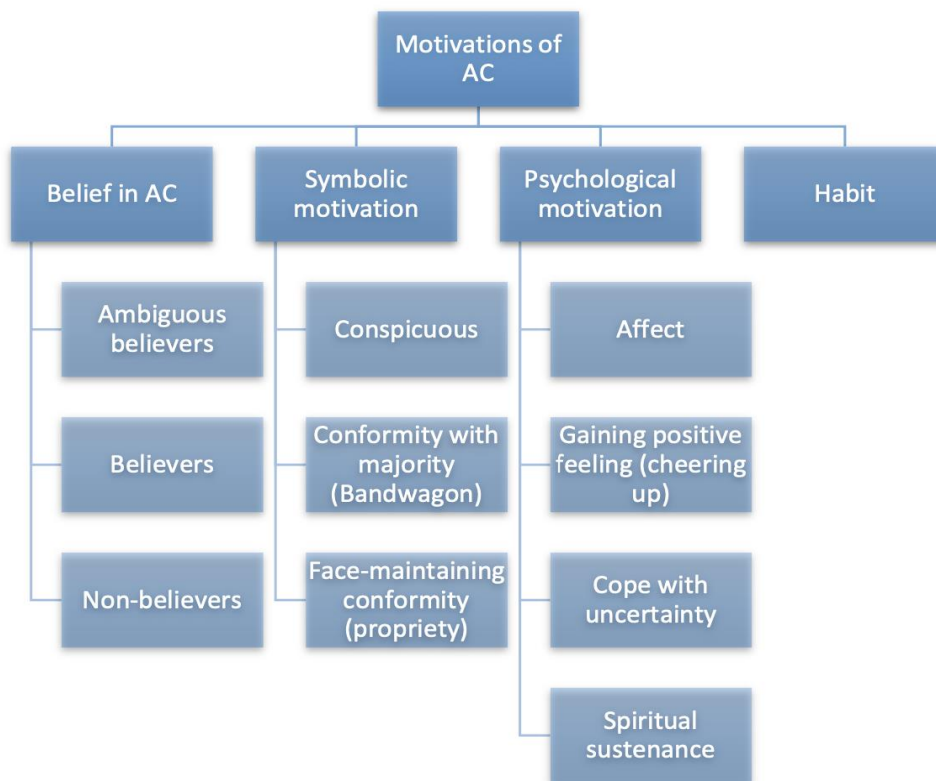 Motivations of
AC
Belief in AC
Symbolic
motivation
Psychological
motivation
Habit
Ambiguous
believers
Believers
Non-believers
Conspicuous
Conformity with
majority
(Bandwagon)
Face-maintaining
conformity
(propriety)
Affect
Gaining positive
feeling (cheering
up)
Cope with
uncertainty
Spiritual
sustenance